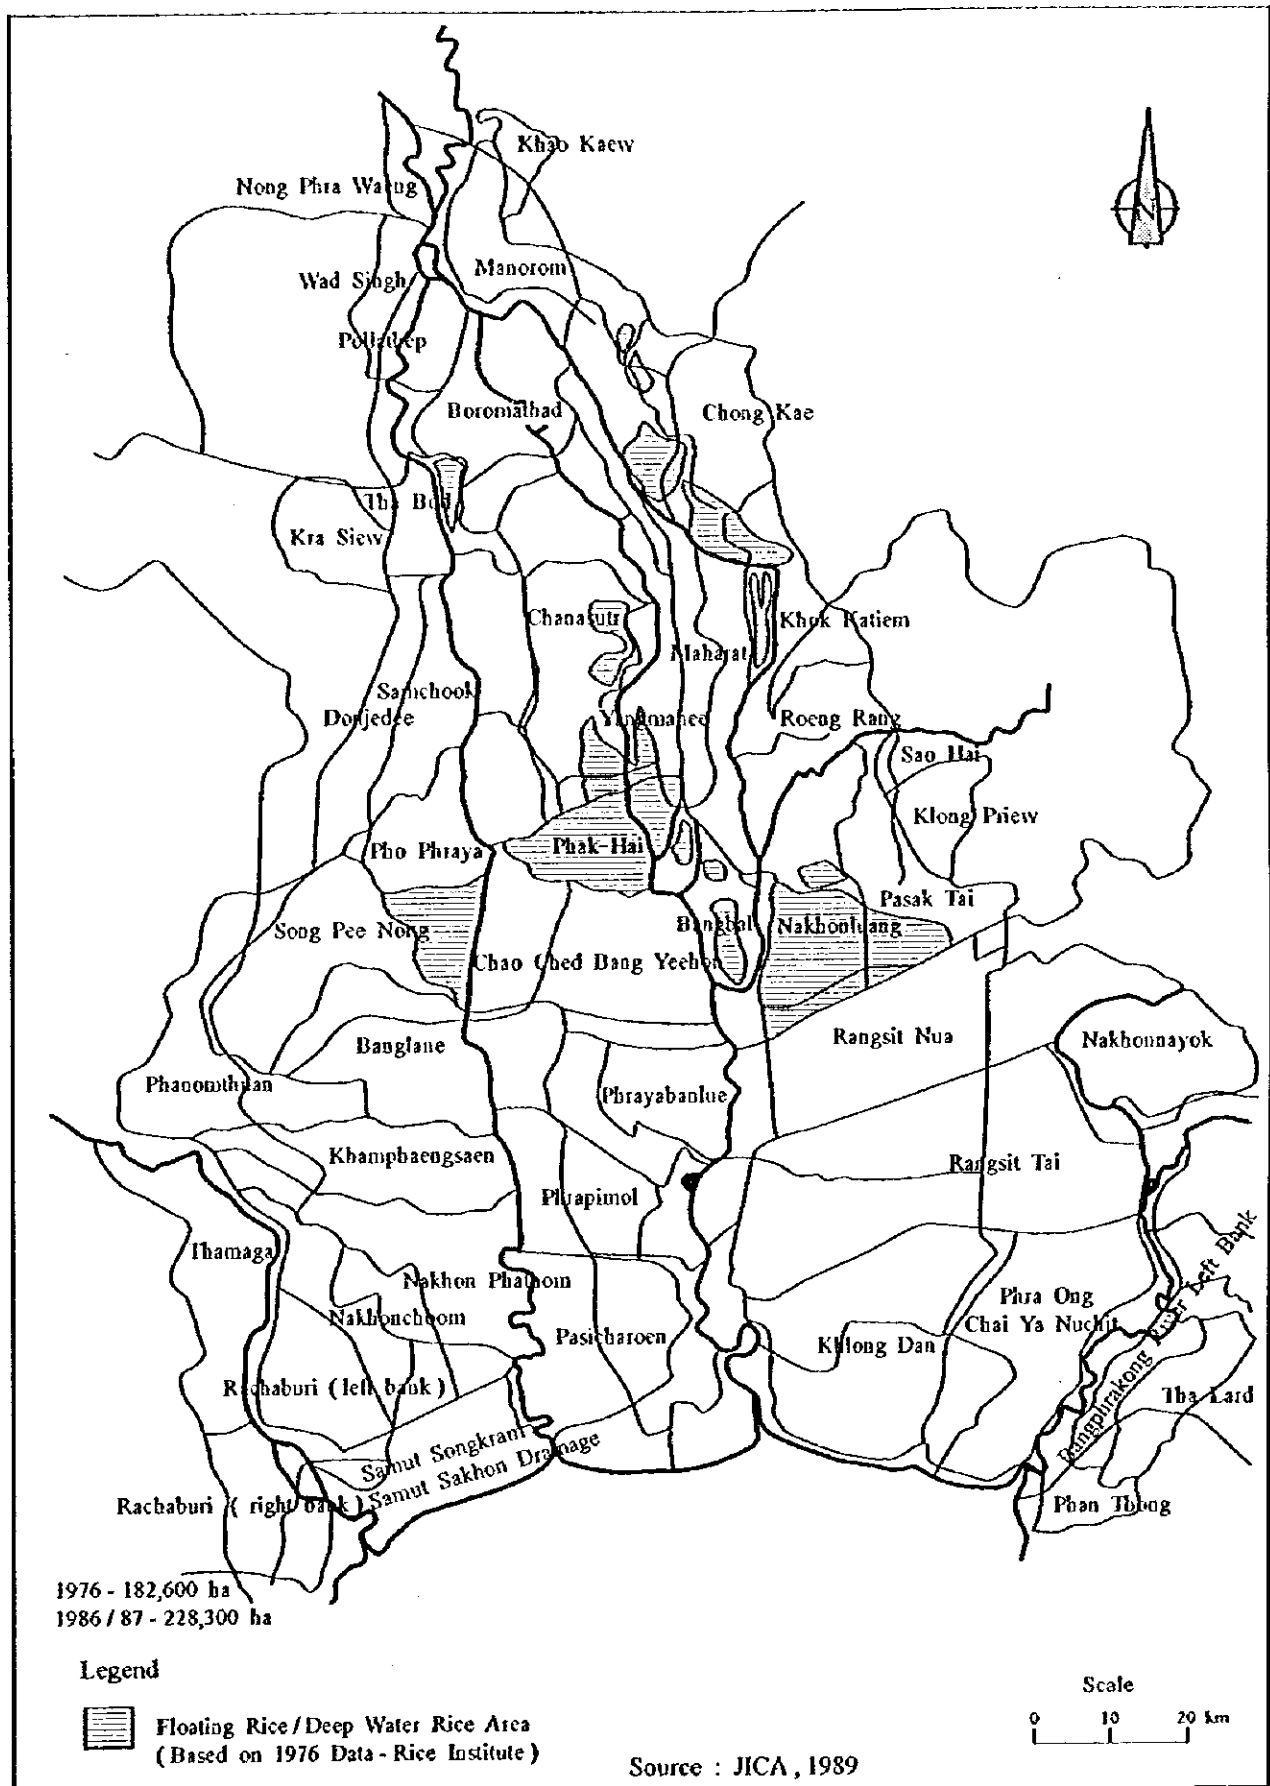 Khao Kaew
Nong Phra Waeng
N
Manorom
Wad Singh
Pollathep
Boromathad
Chong Kae
Tha Bod
Kra Siew
Chanasutr
Khok Katiem
Maharat
Samchook
Donjedee
Yangmanee
Roeng Rang
Sao Hai
Klong Priew
Pho Phraya
Phak-Hai
Pasak Tai
Song Pee Nong
Bangbal
Nakhonluang
Chao Ched Bang Yeehon
Rangsit Nua
Nakhonnayok
Banglane
Phanomthuan
Phrayabanlue
Khamphaengsaen
Rangsit Tai
Phrapimol
Thamaga
Nakhon Phathom
Nakhonchoom
Phra Ong
Chai Ya Nuchit
Pasicharoen
Khlong Dan
Bangphrakong River Left Bank
Rachaburi ( left bank )
Tha Lard
Samut Songkram
Samut Sakhon Drainage
Rachaburi ( right bank )
Phan Thong
1976 - 182,600 ha
1986 / 87 - 228,300 ha
Legend
Floating Rice / Deep Water Rice Area
( Based on 1976 Data - Rice Institute )
Scale
0 10 20 km
Source : JICA , 1989